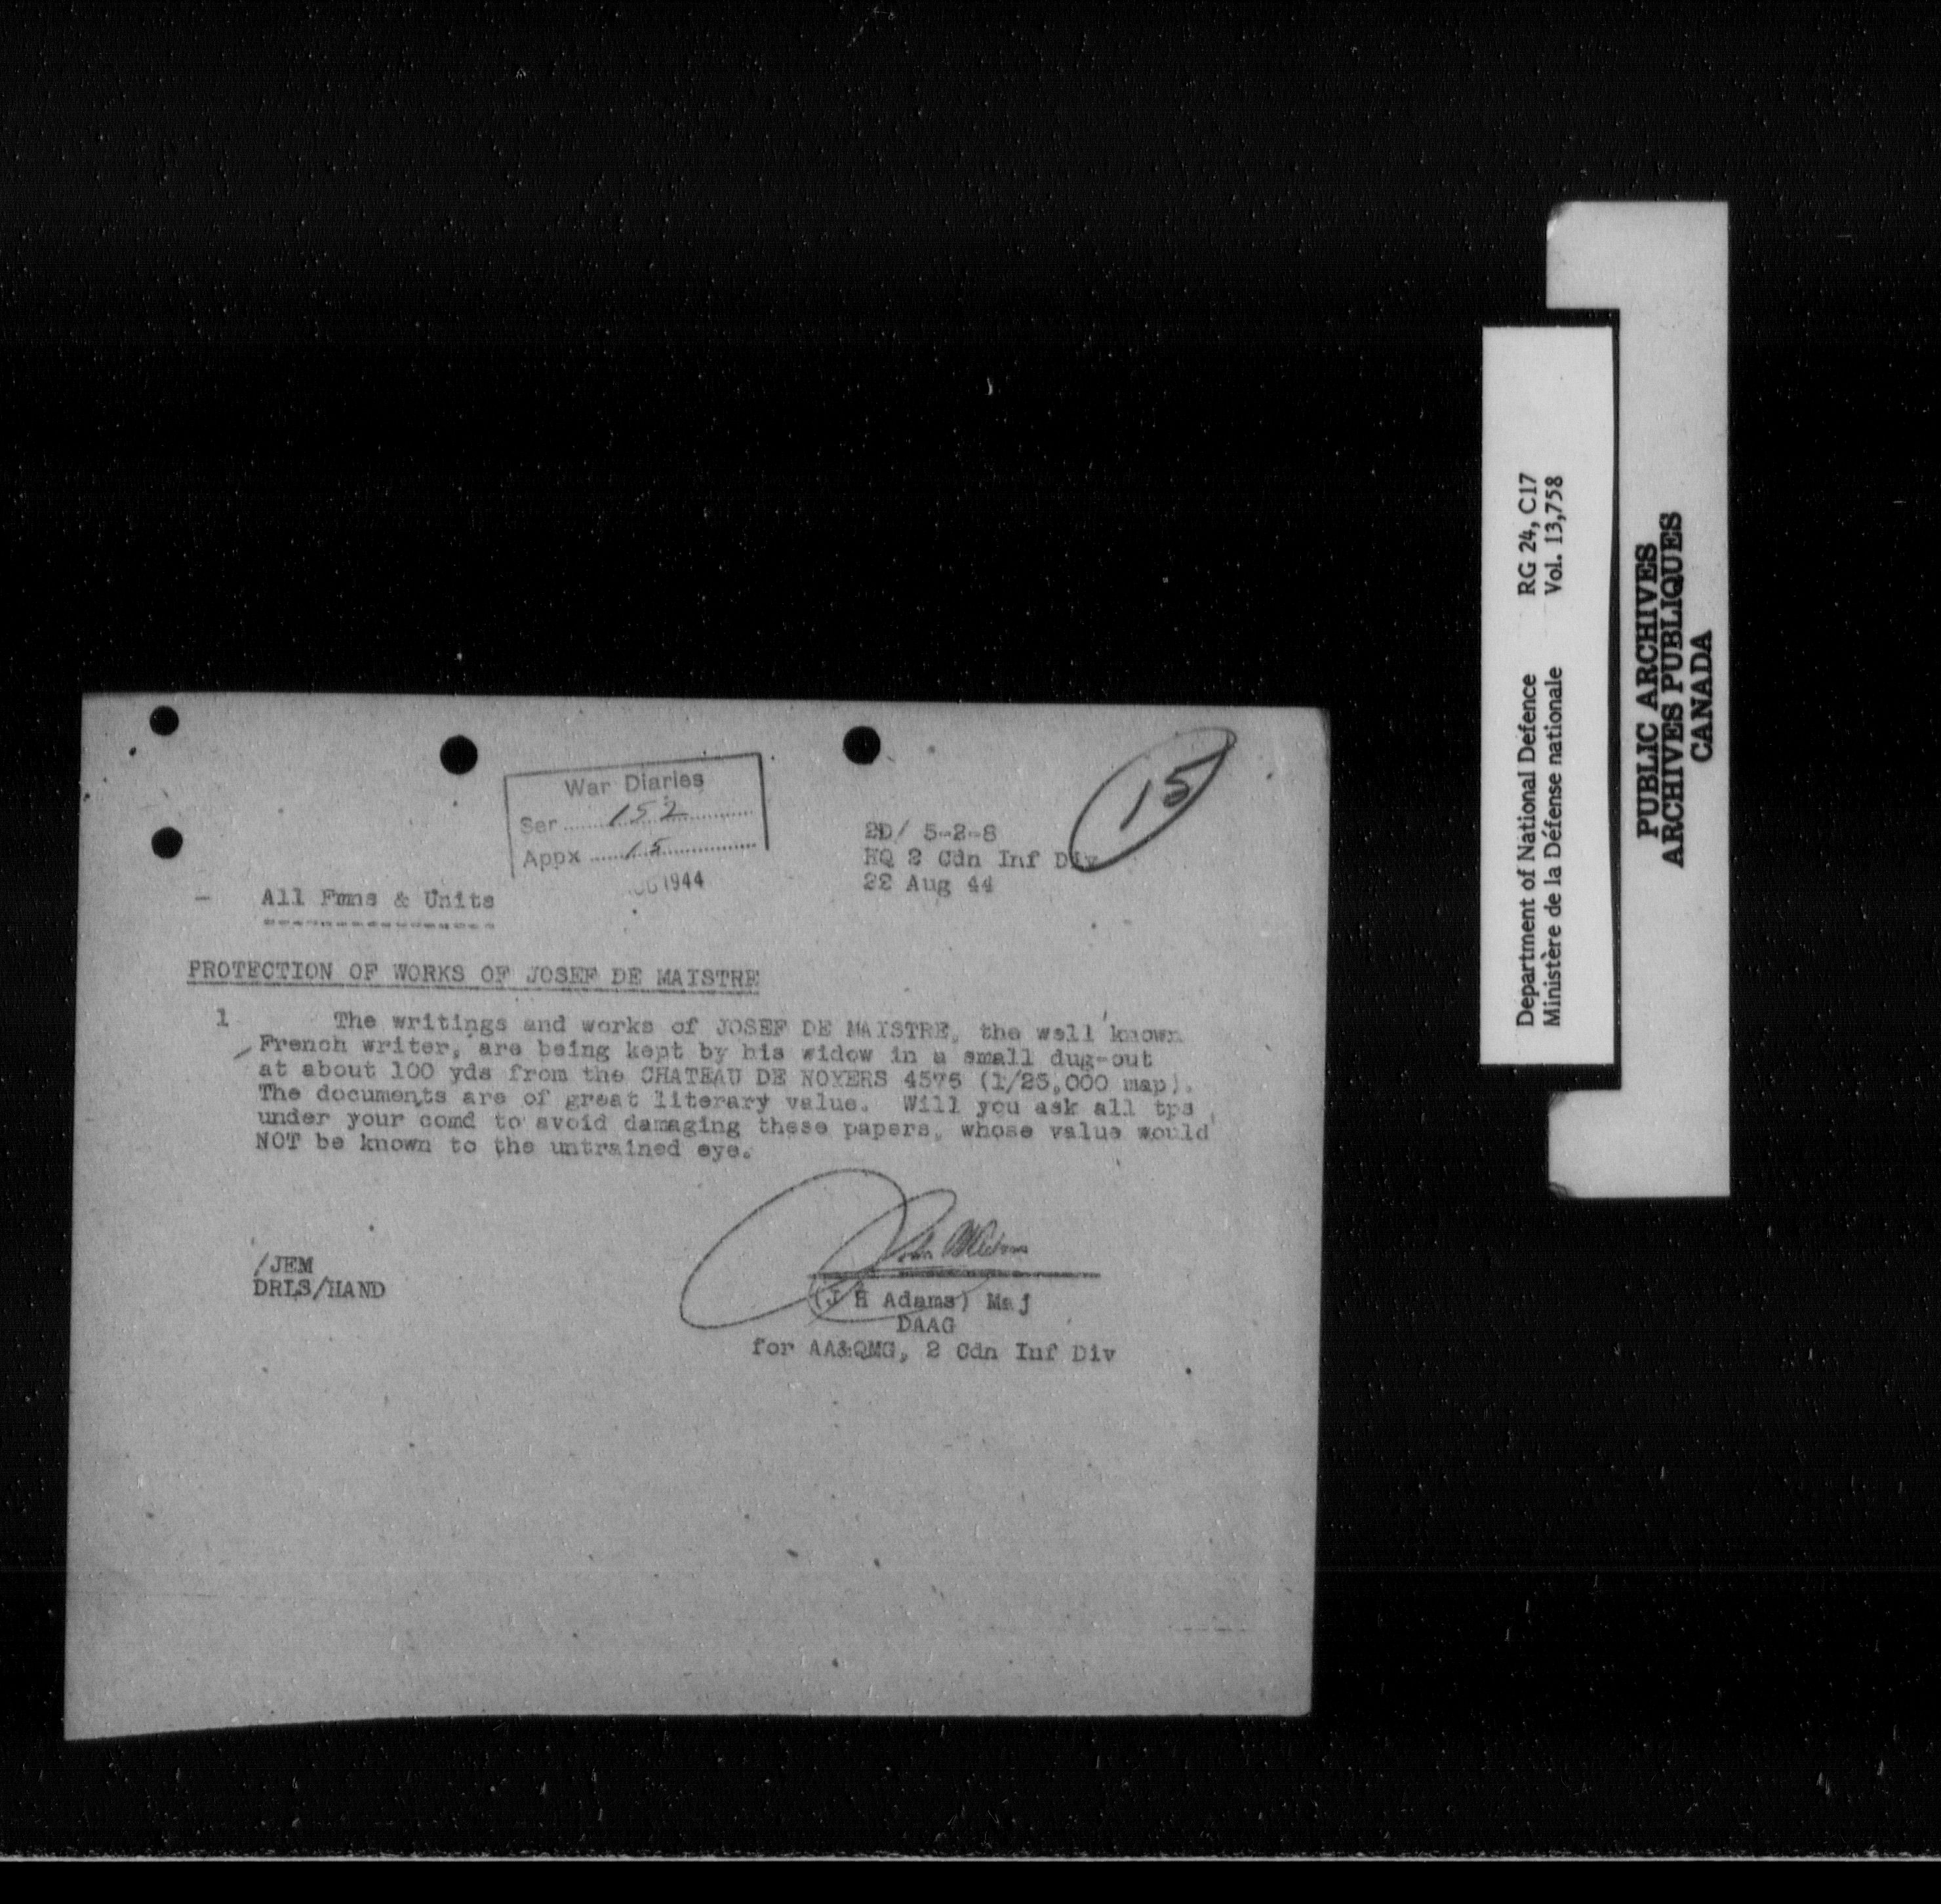 War Diaries
Ser 152
Appx 15
1944
15
2D/ 5-2-8
HQ 2 Cdn Inf Div
22 Aug 44
- All Fmns & Units
PROTECTION OF WORKS OF JOSEF DE MAISTRE
1 The writings and works of JOSEF DE MAISTRE, the well known
French writer, are being kept by his widow in a small dug-out
at about 100 yds from the CHATEAU DE NOYERS 4575 (1/25,000 map).
The documents are of great literary value. Will you ask all tps
under your comd to avoid damaging these papers, whose value would
NOT be known to the untrained eye.
/JEM
DRLS/HAND
(J H Adams) Maj
DAAG
for AA&QMG, 2 Cdn Inf Div
Department of National Defence RG 24, C17
Ministère de la Défense nationale Vol. 13,758
PUBLIC ARCHIVES
ARCHIVES PUBLIQUES
CANADA